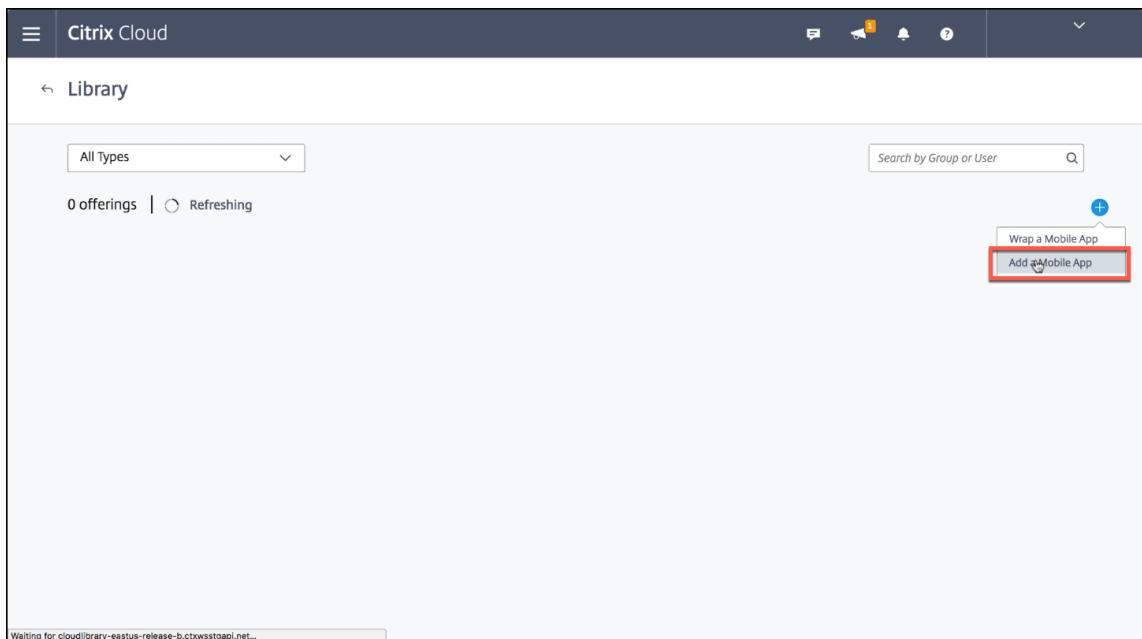 Citrix Cloud
1
?
Library
All Types
Search by Group or User
0 offerings | Refreshing
Wrap a Mobile App
Add a Mobile App
Waiting for cloudlibrary-eastus-release-b.ctxwsstgapi.net...